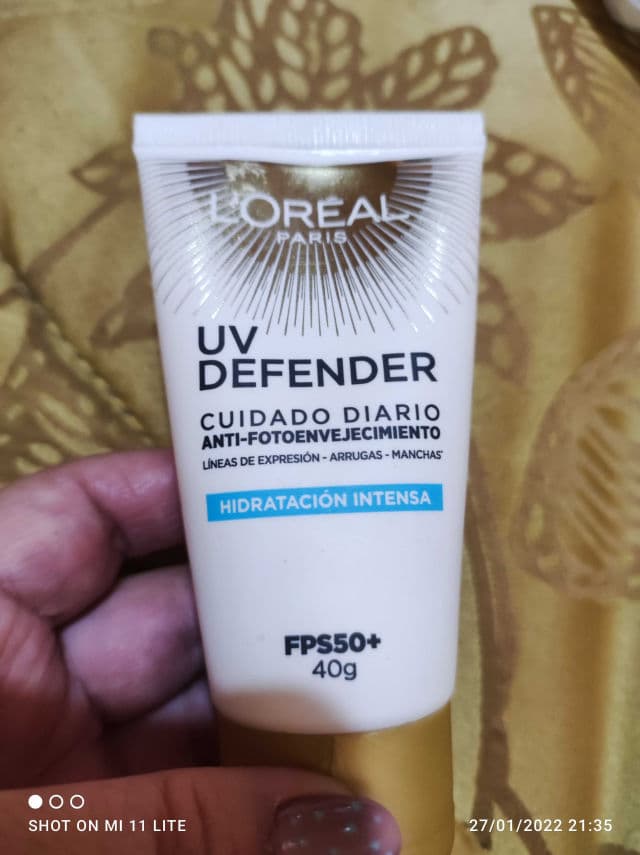 L'ORÉAL
PARIS
UV
DEFENDER
CUIDADO DIARIO
ANTI-FOTOENVEJECIMIENTO
LÍNEAS DE EXPRESIÓN - ARRUGAS - MANCHAS*
HIDRATACIÓN INTENSA
FPS50+
40g
SHOT ON MI 11 LITE
27/01/2022 21:35